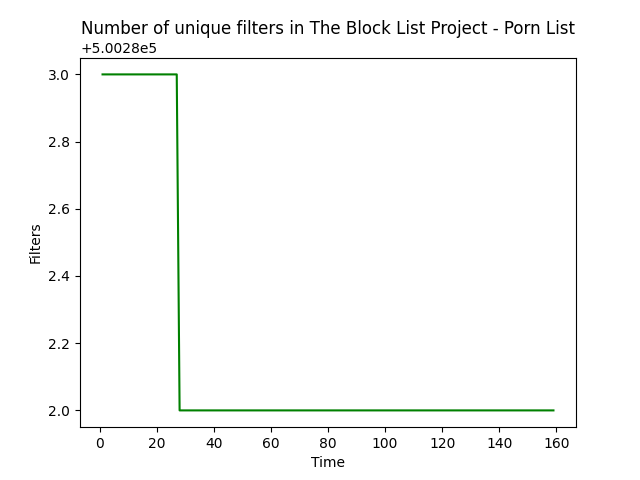 Number of unique filters in The Block List Project - Porn List
+5.0028e5
3.0
2.8
2.6
2.4
2.2
2.0
Filters
0 20 40 60 80 100 120 140 160
Time